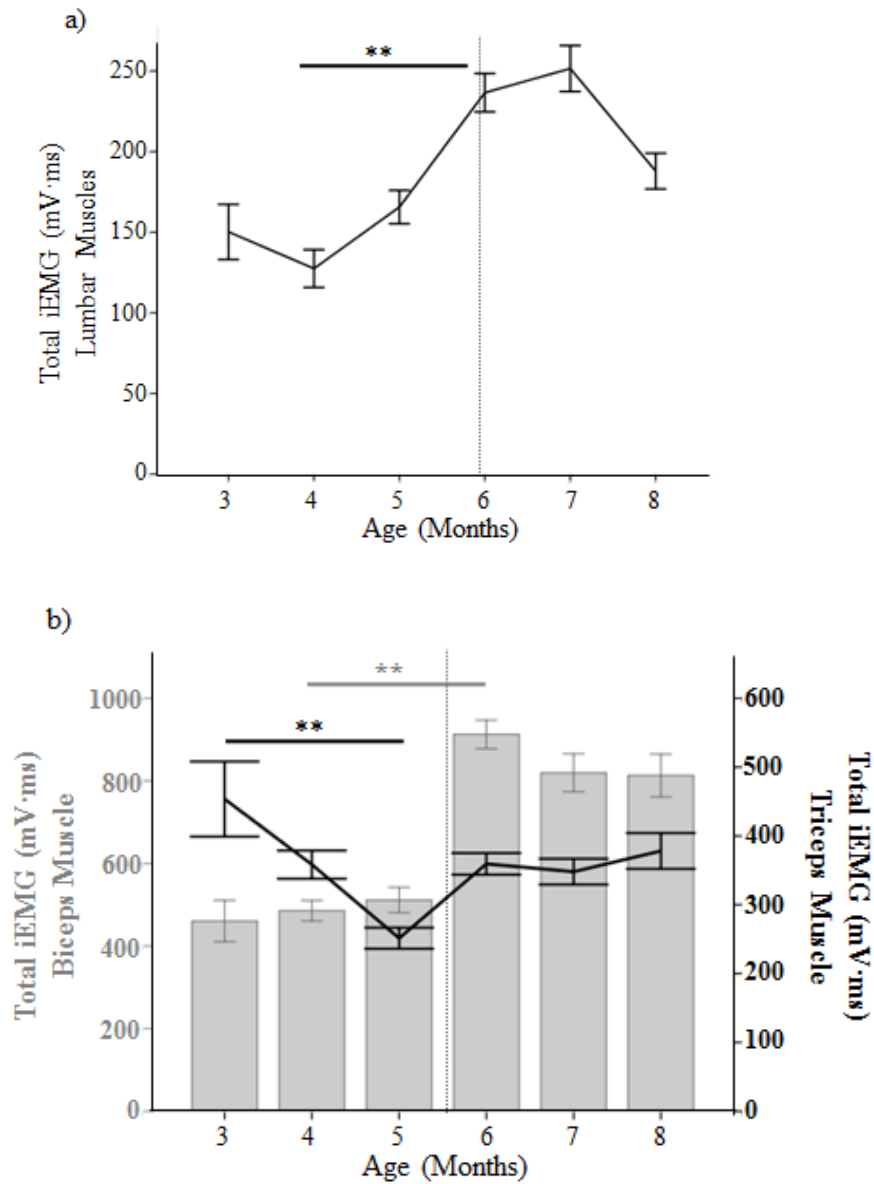 a)
**
250
200
150
100
50
0
Total iEMG (mV·ms)
Lumbar Muscles
3 4 5 6 7 8
Age (Months)
b)
**
**
1000
800
600
400
200
0
Total iEMG (mV·ms)
Biceps Muscle
600
500
400
300
200
100
0
Total iEMG (mV·ms)
Triceps Muscle
3 4 5 6 7 8
Age (Months)